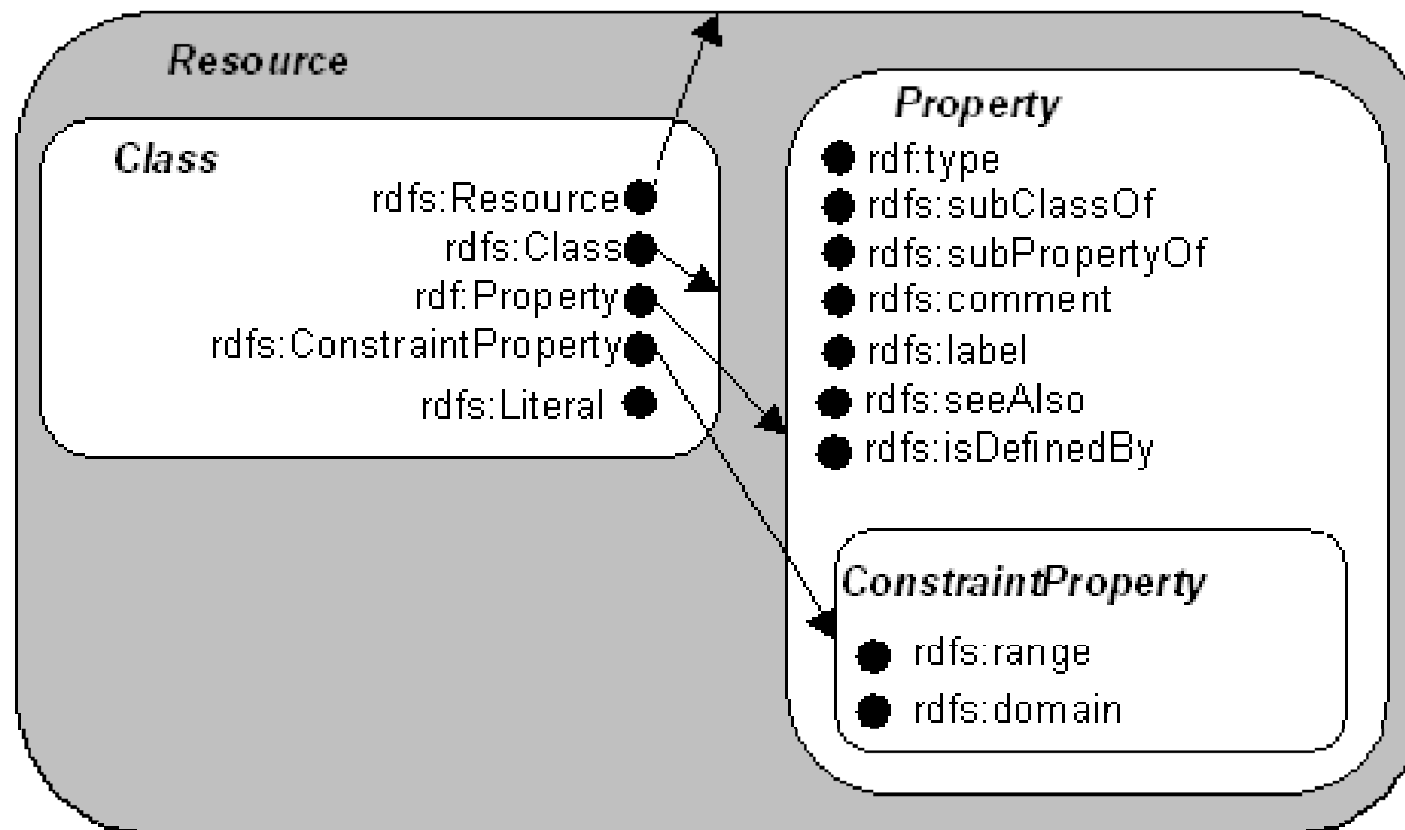 Resource
Class
rdfs:Resource
rdfs:Class
rdf:Property
rdfs:ConstraintProperty
rdfs:Literal
Property
rdf:type
rdfs:subClassOf
rdfs:subPropertyOf
rdfs:comment
rdfs:label
rdfs:seeAlso
rdfs:isDefinedBy
ConstraintProperty
rdfs:range
rdfs:domain